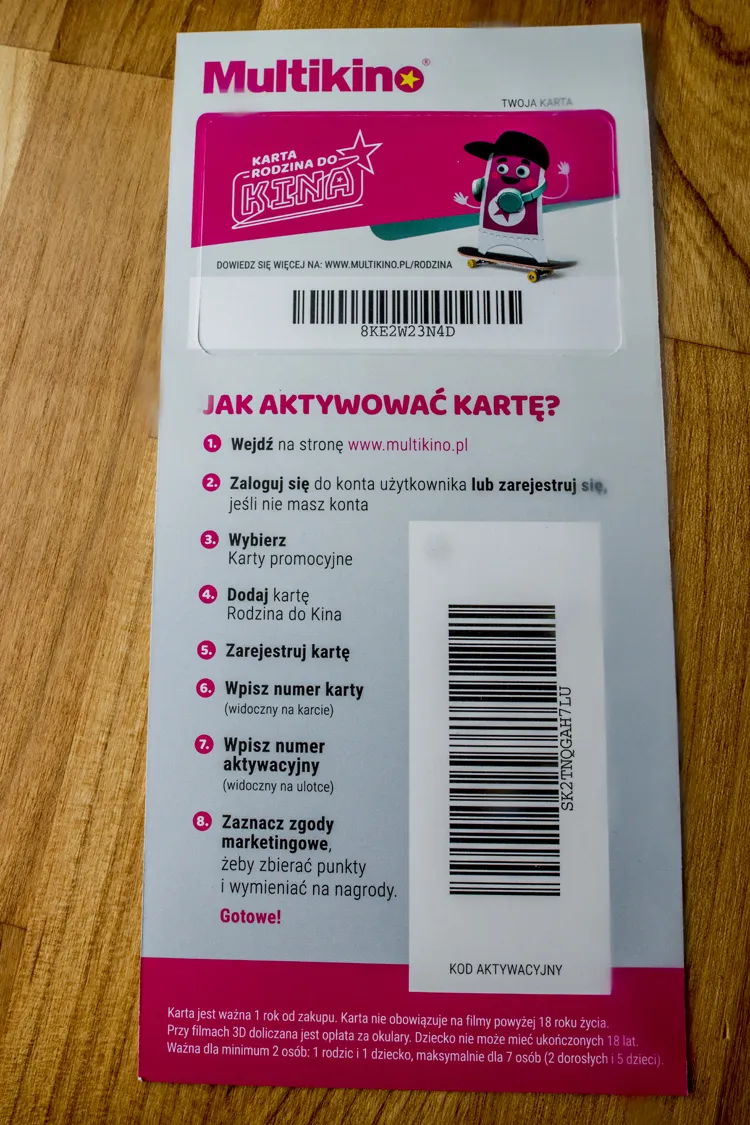 Multikino®
TWOJA KARTA
KARTA
RODZINA DO
KINA
DOWIEDZ SIĘ WIĘCEJ NA: WWW.MULTIKINO.PL/RODZINA
8KE2W23N4D
JAK AKTYWOWAĆ KARTĘ?
1. Wejdź na stronę www.multikino.pl
2. Zaloguj się do konta użytkownika lub zarejestruj się,
jeśli nie masz konta
3. Wybierz
Karty promocyjne
4. Dodaj kartę
Rodzina do Kina
5. Zarejestruj kartę
6. Wpisz numer karty
(widoczny na karcie)
7. Wpisz numer
aktywacyjny
(widoczny na ulotce)
8. Zaznacz zgody
marketingowe,
żeby zbierać punkty
i wymieniać na nagrody.
Gotowe!
SK2TNQGAH7LU
KOD AKTYWACYJNY
Karta jest ważna 1 rok od zakupu. Karta nie obowiązuje na filmy powyżej 18 roku życia.
Przy filmach 3D doliczana jest opłata za okulary. Dziecko nie może mieć ukończonych 18 lat.
Ważna dla minimum 2 osób: 1 rodzic i 1 dziecko, maksymalnie dla 7 osób (2 dorosłych i 5 dzieci).